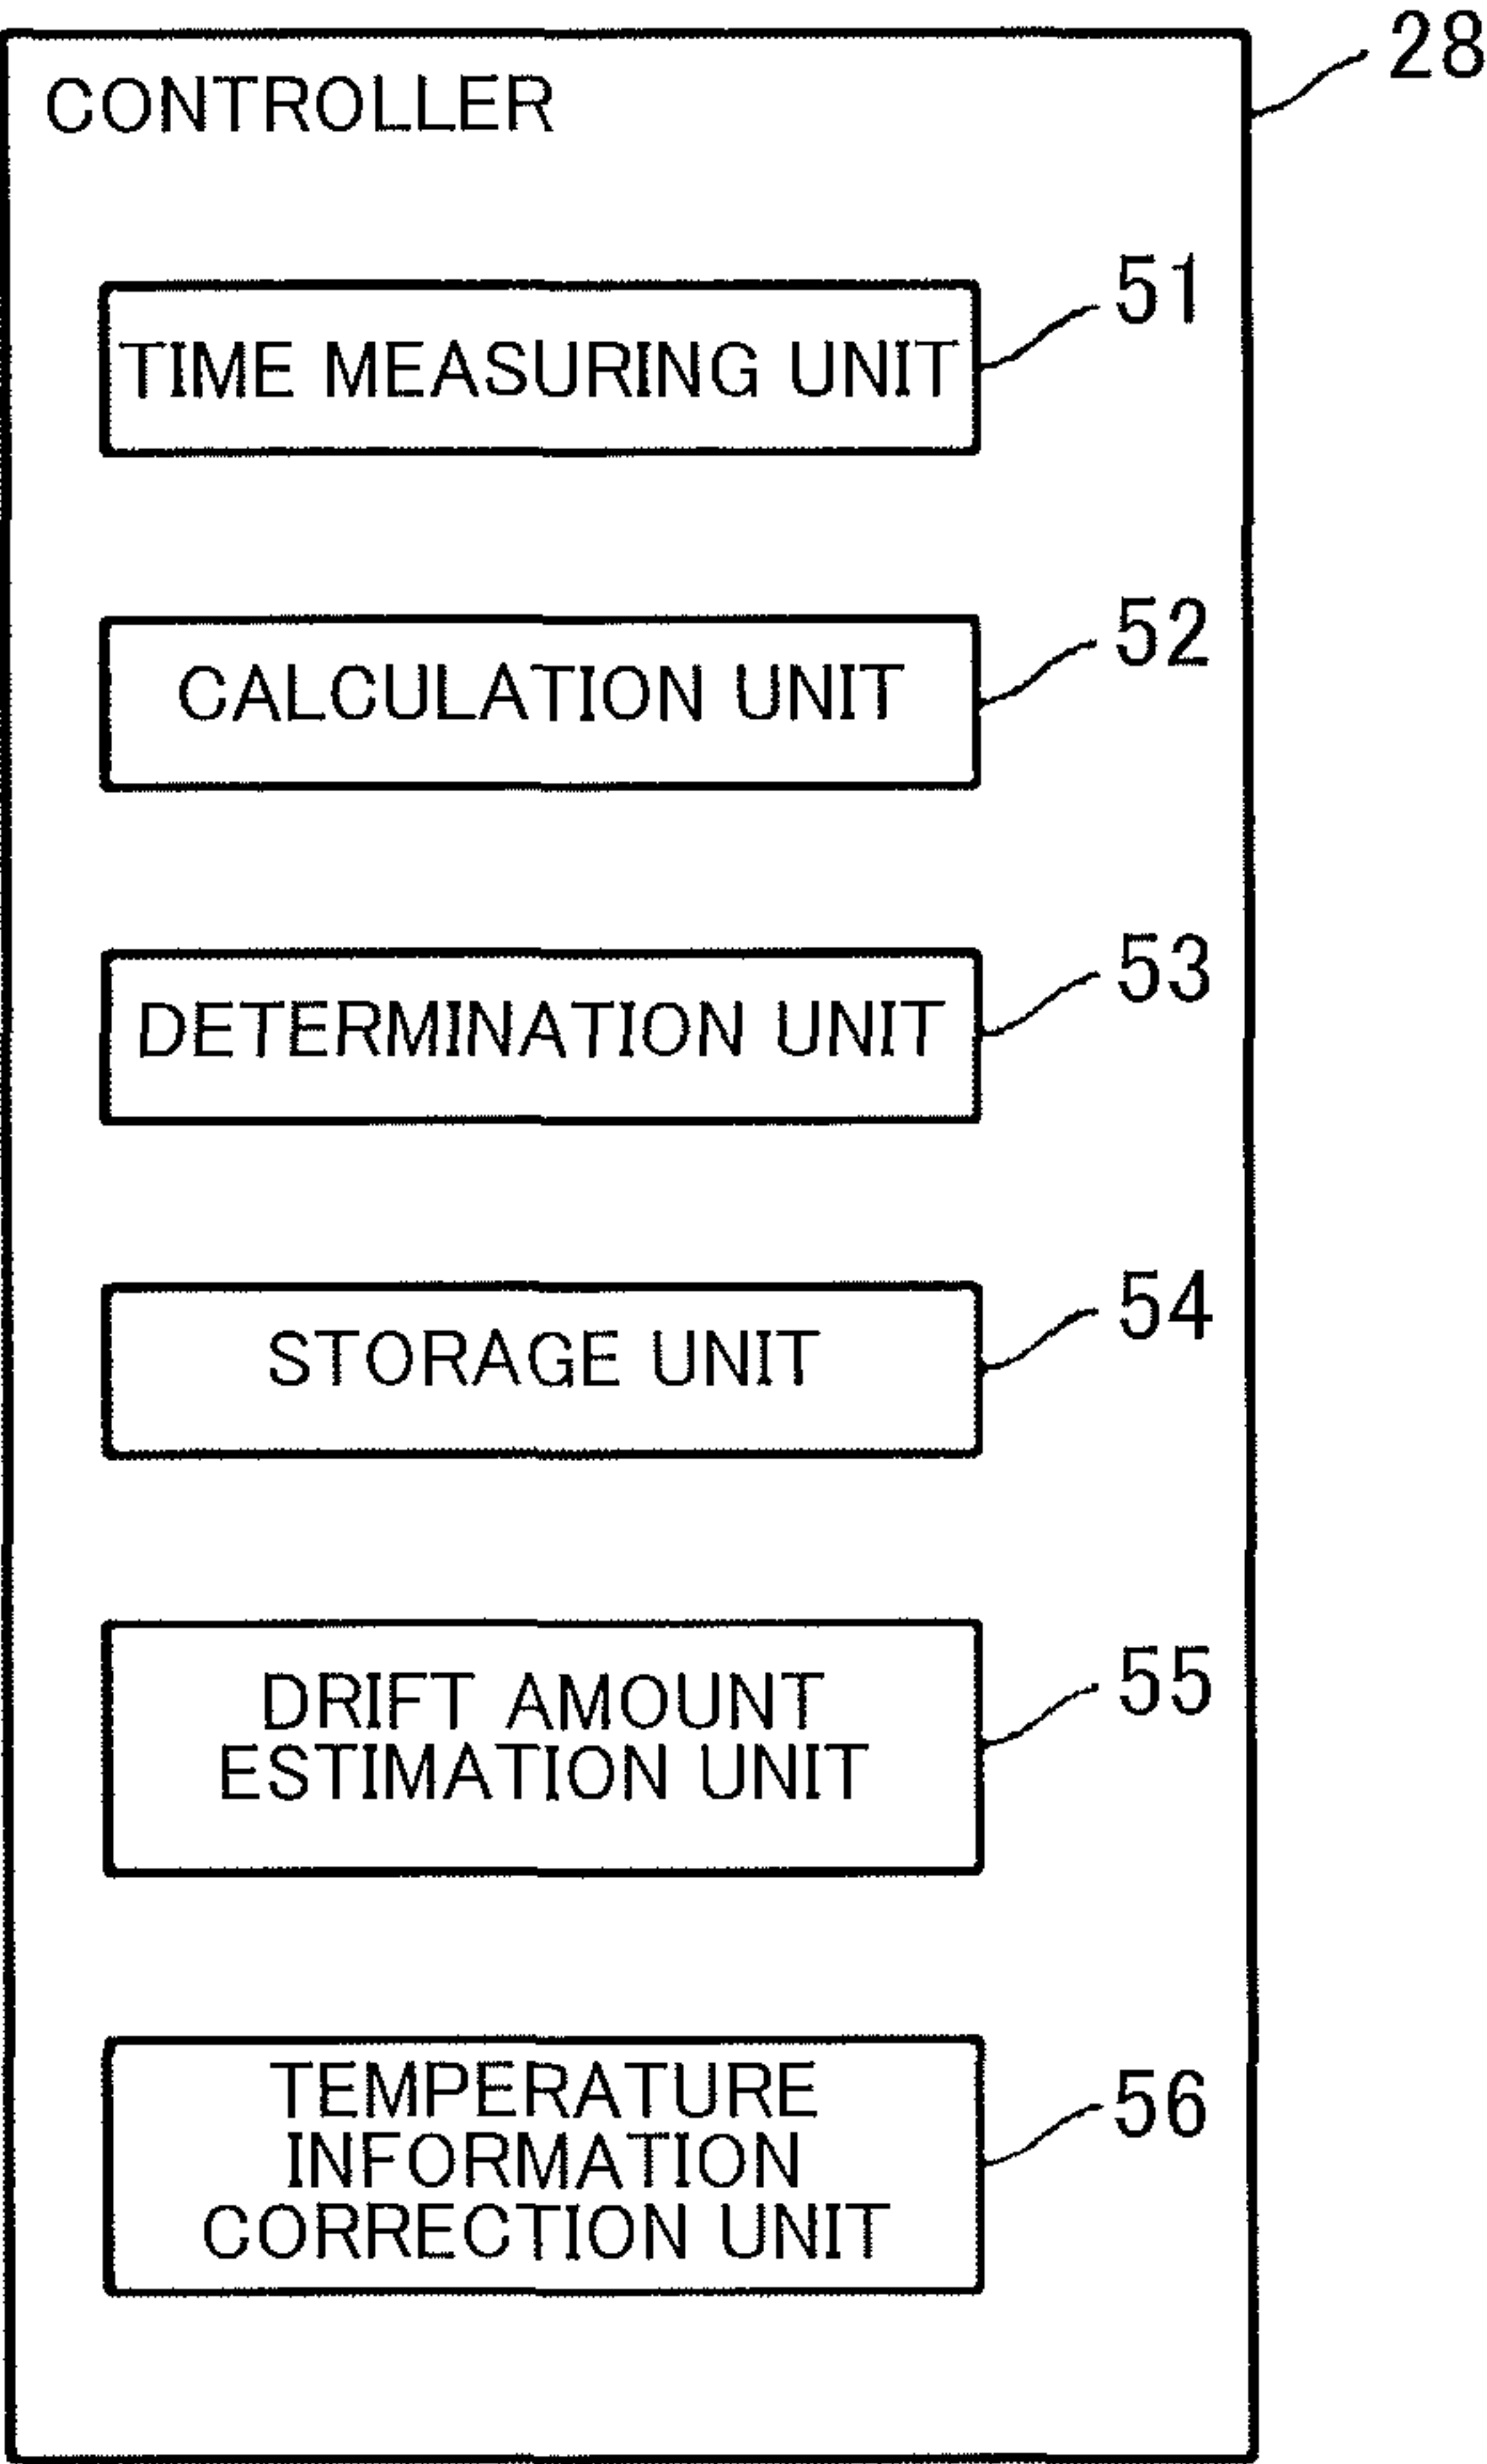 28
CONTROLLER
51
TIME MEASURING UNIT
52
CALCULATION UNIT
53
DETERMINATION UNIT
54
STORAGE UNIT
55
DRIFT AMOUNT
ESTIMATION UNIT
56
TEMPERATURE
INFORMATION
CORRECTION UNIT